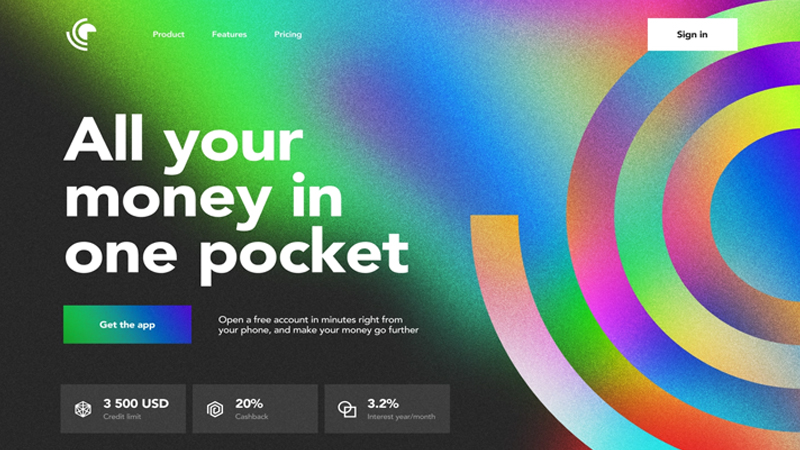 Product Features Pricing Sign in
All your
money in
one pocket
Get the app
Open a free account in minutes right from
your phone, and make your money go further
3 500 USD
Credit limit
20%
Cashback
3.2%
Interest year/month